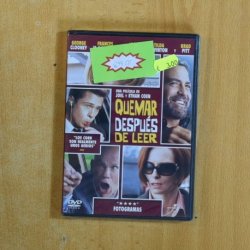 GEORGE FRANCES BRAD
CLOONEY PITT
UNA PELÍCULA DE
JOEL Y ETHAN COEN
QUEMAR
DESPUÉS
DE LEER
"LOS COEN
SON REALMENTE
UNOS GENIOS"
★★★★
FOTOGRAMAS
DVD